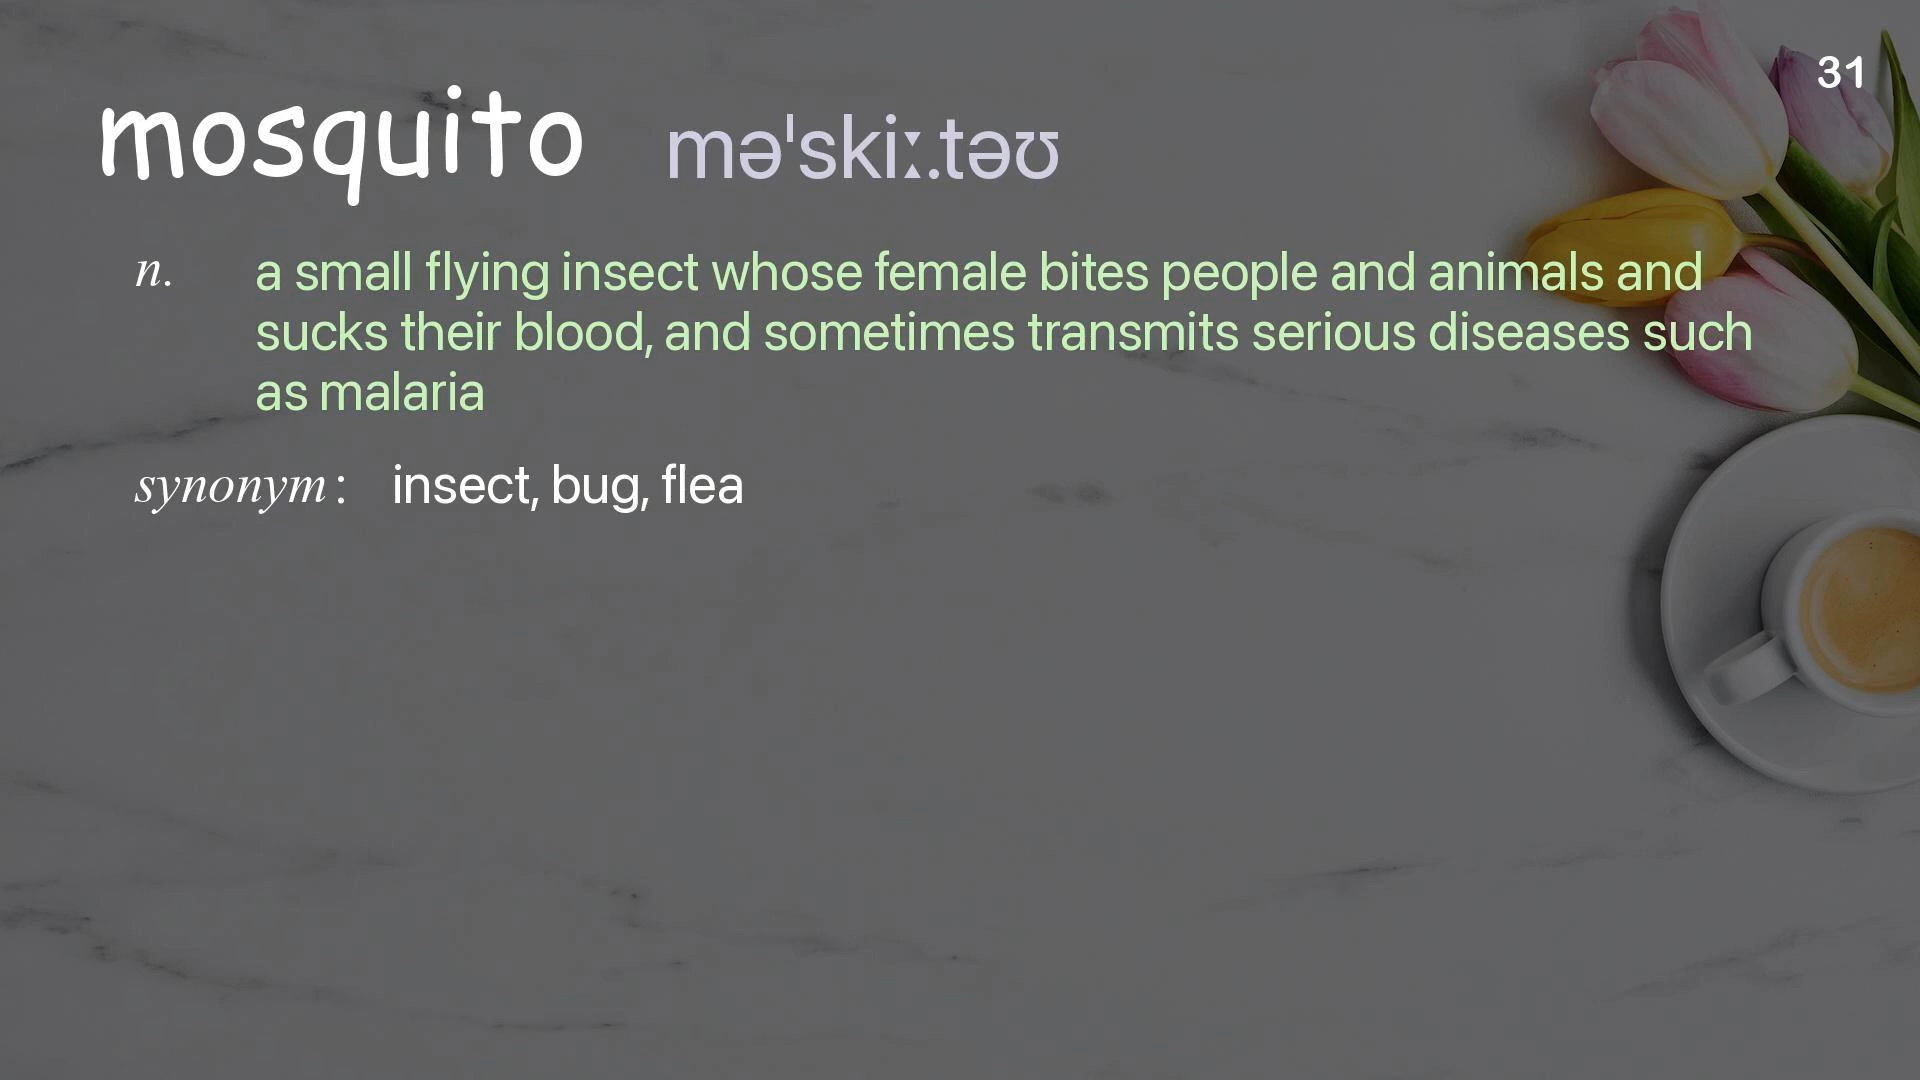 31
mosquito məˈskiː.təʊ
n. a small flying insect whose female bites people and animals and
sucks their blood, and sometimes transmits serious diseases such
as malaria
synonym: insect, bug, flea